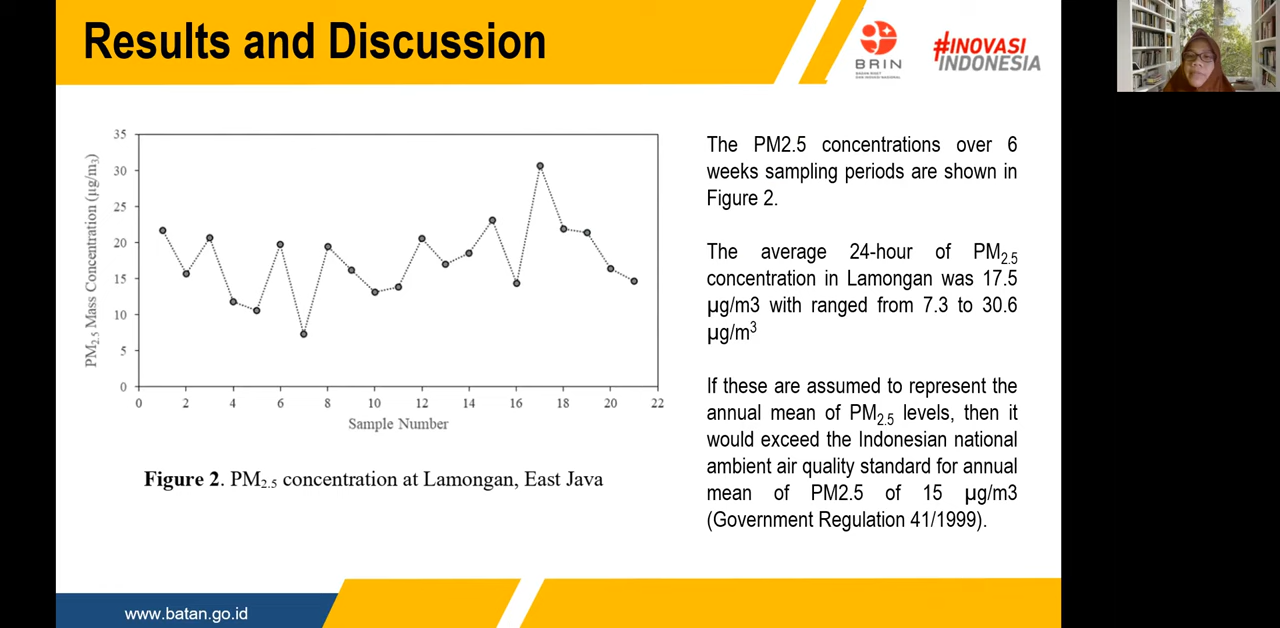 Results and Discussion
BRIN
BADAN RISET
DAN INOVASI NASIONAL
#INOVASI
INDONESIA
PM2.5 Mass Concentration (µg/m3)
35
30
25
20
15
10
5
0
0 2 4 6 8 10 12 14 16 18 20 22
Sample Number
Figure 2. PM2.5 concentration at Lamongan, East Java
The PM2.5 concentrations over 6
weeks sampling periods are shown in
Figure 2.
The average 24-hour of PM2.5
concentration in Lamongan was 17.5
µg/m3 with ranged from 7.3 to 30.6
µg/m³
If these are assumed to represent the
annual mean of PM2.5 levels, then it
would exceed the Indonesian national
ambient air quality standard for annual
mean of PM2.5 of 15 µg/m3
(Government Regulation 41/1999).
www.batan.go.id